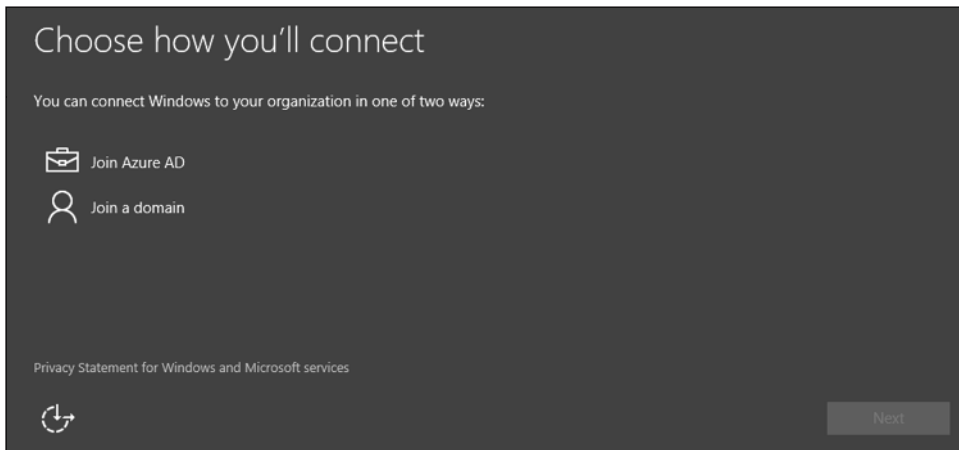 Choose how you'll connect
You can connect Windows to your organization in one of two ways:
Join Azure AD
Join a domain
Privacy Statement for Windows and Microsoft services
Next